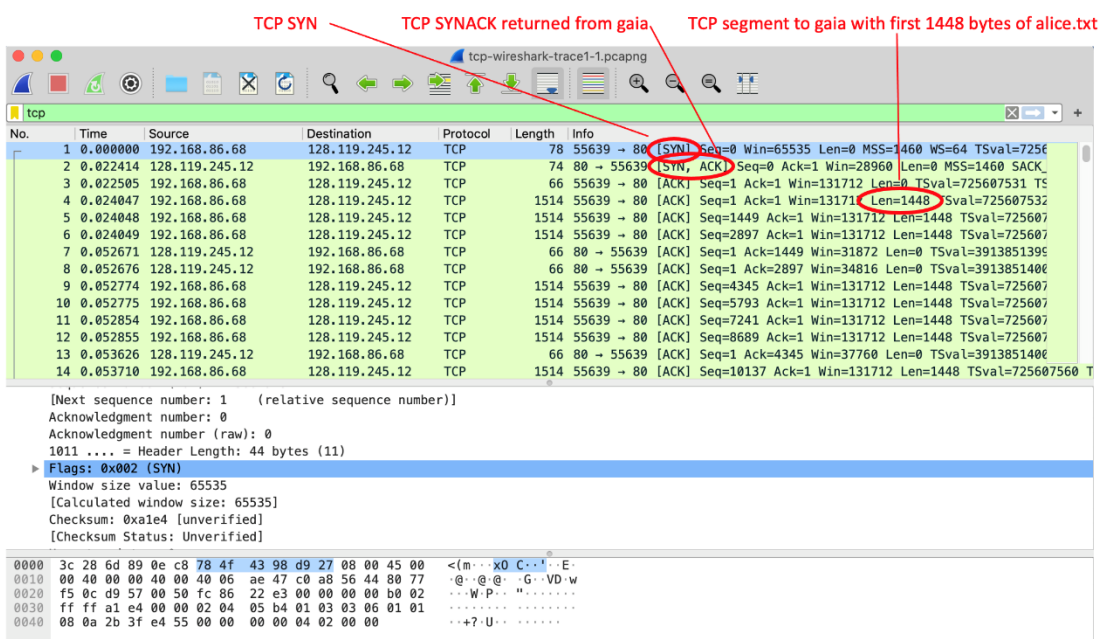 TCP SYN TCP SYNACK returned from gaia TCP segment to gaia with first 1448 bytes of alice.txt
tcp-wireshark-trace1-1.pcapng
tcp
No. Time Source Destination Protocol Length Info
1 0.000000 192.168.86.68 128.119.245.12 TCP 78 55639 → 80 [SYN] Seq=0 Win=65535 Len=0 MSS=1460 WS=64 TSval=7256
2 0.022414 128.119.245.12 192.168.86.68 TCP 74 80 → 55639 [SYN, ACK] Seq=0 Ack=1 Win=28960 Len=0 MSS=1460 SACK_
3 0.022505 192.168.86.68 128.119.245.12 TCP 66 55639 → 80 [ACK] Seq=1 Ack=1 Win=131712 Len=0 TSval=725607531 TS
4 0.024047 192.168.86.68 128.119.245.12 TCP 1514 55639 → 80 [ACK] Seq=1 Ack=1 Win=131712 Len=1448 TSval=725607532
5 0.024048 192.168.86.68 128.119.245.12 TCP 1514 55639 → 80 [ACK] Seq=1449 Ack=1 Win=131712 Len=1448 TSval=725607
6 0.024049 192.168.86.68 128.119.245.12 TCP 1514 55639 → 80 [ACK] Seq=2897 Ack=1 Win=131712 Len=1448 TSval=725607
7 0.052671 128.119.245.12 192.168.86.68 TCP 66 80 → 55639 [ACK] Seq=1 Ack=1449 Win=31872 Len=0 TSval=3913851399
8 0.052676 128.119.245.12 192.168.86.68 TCP 66 80 → 55639 [ACK] Seq=1 Ack=2897 Win=34816 Len=0 TSval=3913851400
9 0.052774 192.168.86.68 128.119.245.12 TCP 1514 55639 → 80 [ACK] Seq=4345 Ack=1 Win=131712 Len=1448 TSval=725607
10 0.052775 192.168.86.68 128.119.245.12 TCP 1514 55639 → 80 [ACK] Seq=5793 Ack=1 Win=131712 Len=1448 TSval=725607
11 0.052854 192.168.86.68 128.119.245.12 TCP 1514 55639 → 80 [ACK] Seq=7241 Ack=1 Win=131712 Len=1448 TSval=725607
12 0.052855 192.168.86.68 128.119.245.12 TCP 1514 55639 → 80 [ACK] Seq=8689 Ack=1 Win=131712 Len=1448 TSval=725607
13 0.053626 128.119.245.12 192.168.86.68 TCP 66 80 → 55639 [ACK] Seq=1 Ack=4345 Win=37760 Len=0 TSval=3913851400
14 0.053710 192.168.86.68 128.119.245.12 TCP 1514 55639 → 80 [ACK] Seq=10137 Ack=1 Win=131712 Len=1448 TSval=725607560 T
[Next sequence number: 1 (relative sequence number)]
Acknowledgment number: 0
Acknowledgment number (raw): 0
1011 .... = Header Length: 44 bytes (11)
Flags: 0x002 (SYN)
Window size value: 65535
[Calculated window size: 65535]
Checksum: 0xa1e4 [unverified]
[Checksum Status: Unverified]
0000 3c 28 6d 89 0e c8 78 4f 43 98 d9 27 08 00 45 00 <(m···xO C··'··E·
0010 00 40 00 00 40 00 40 06 ae 47 c0 a8 56 44 80 77 ·@··@·@· ·G··VD·w
0020 f5 0c d9 57 00 50 fc 86 22 e3 00 00 00 00 b0 02 ···W·P·· "·······
0030 ff ff a1 e4 00 00 02 04 05 b4 01 03 03 06 01 01 ········ ········
0040 08 0a 2b 3f e4 55 00 00 00 00 04 02 00 00 ··+?·U·· ······